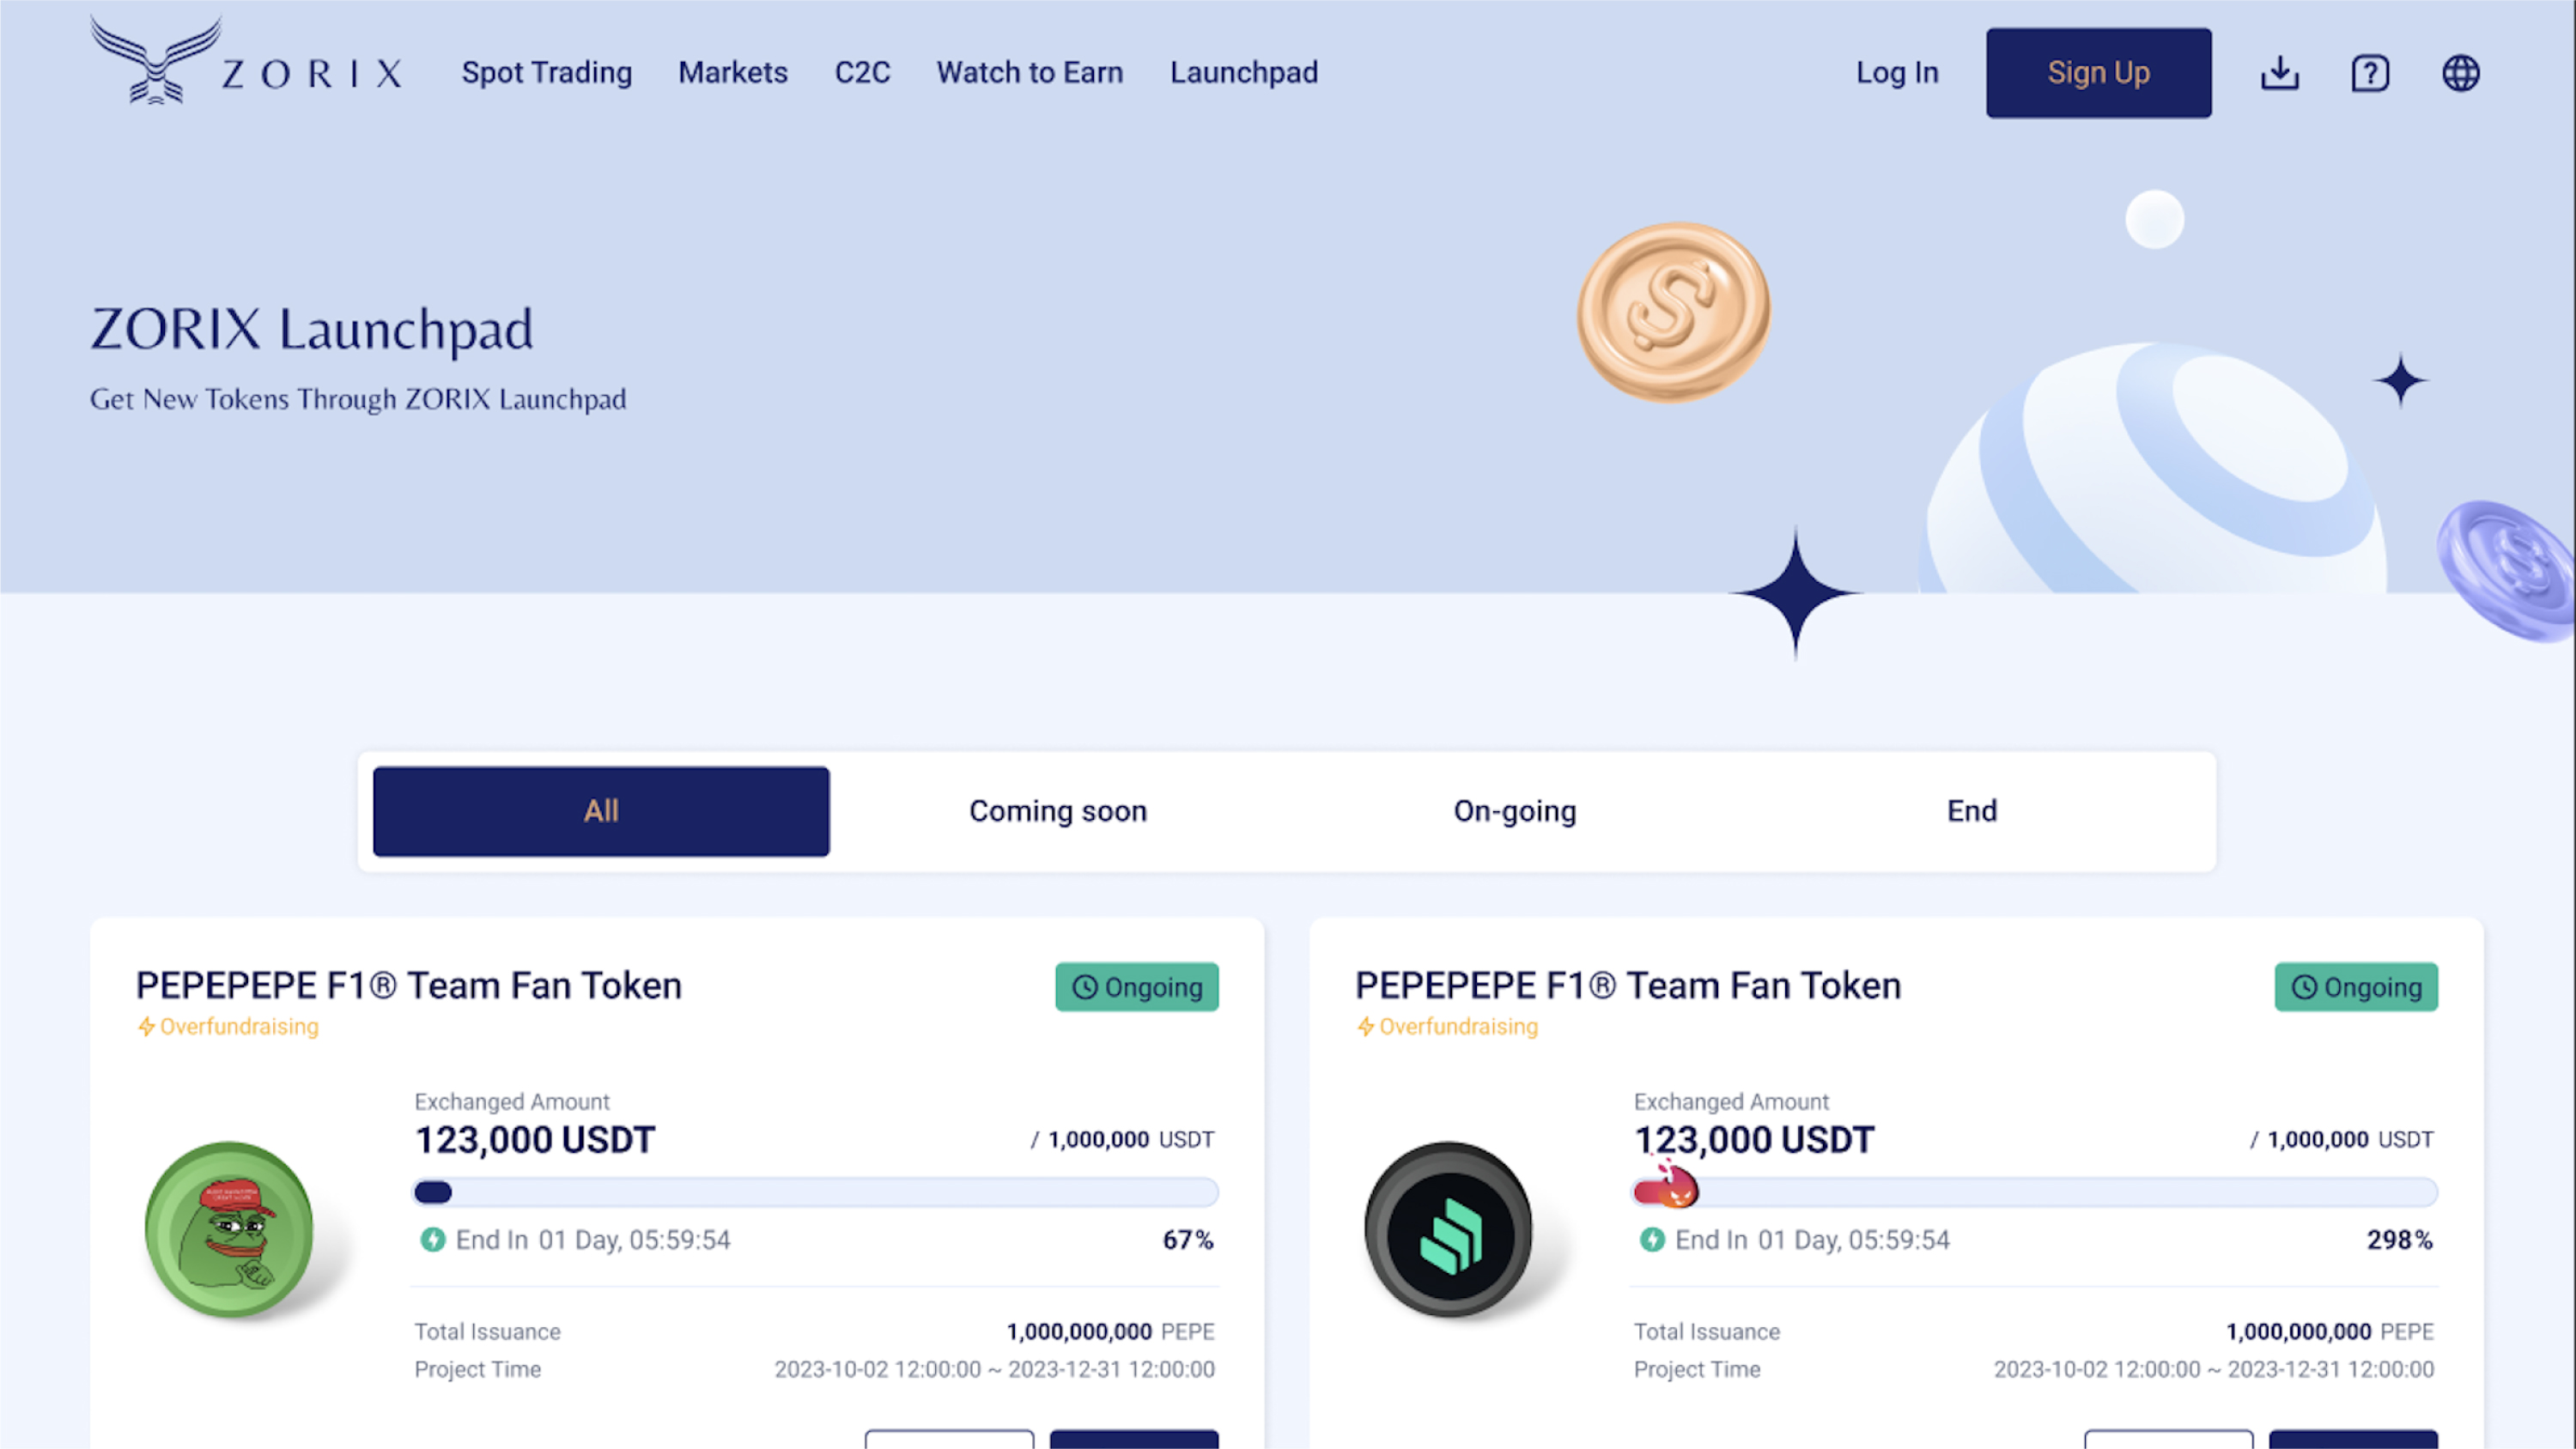 ZORIX Spot Trading Markets C2C Watch to Earn Launchpad Log In Sign Up
ZORIX Launchpad
Get New Tokens Through ZORIX Launchpad
All Coming soon On-going End
PEPEPEPE F1® Team Fan Token Ongoing
Overfundraising
Exchanged Amount
123,000 USDT / 1,000,000 USDT
End In 01 Day, 05:59:54 67%
Total Issuance 1,000,000,000 PEPE
Project Time 2023-10-02 12:00:00 ~ 2023-12-31 12:00:00
PEPEPEPE F1® Team Fan Token Ongoing
Overfundraising
Exchanged Amount
123,000 USDT / 1,000,000 USDT
End In 01 Day, 05:59:54 298%
Total Issuance 1,000,000,000 PEPE
Project Time 2023-10-02 12:00:00 ~ 2023-12-31 12:00:00